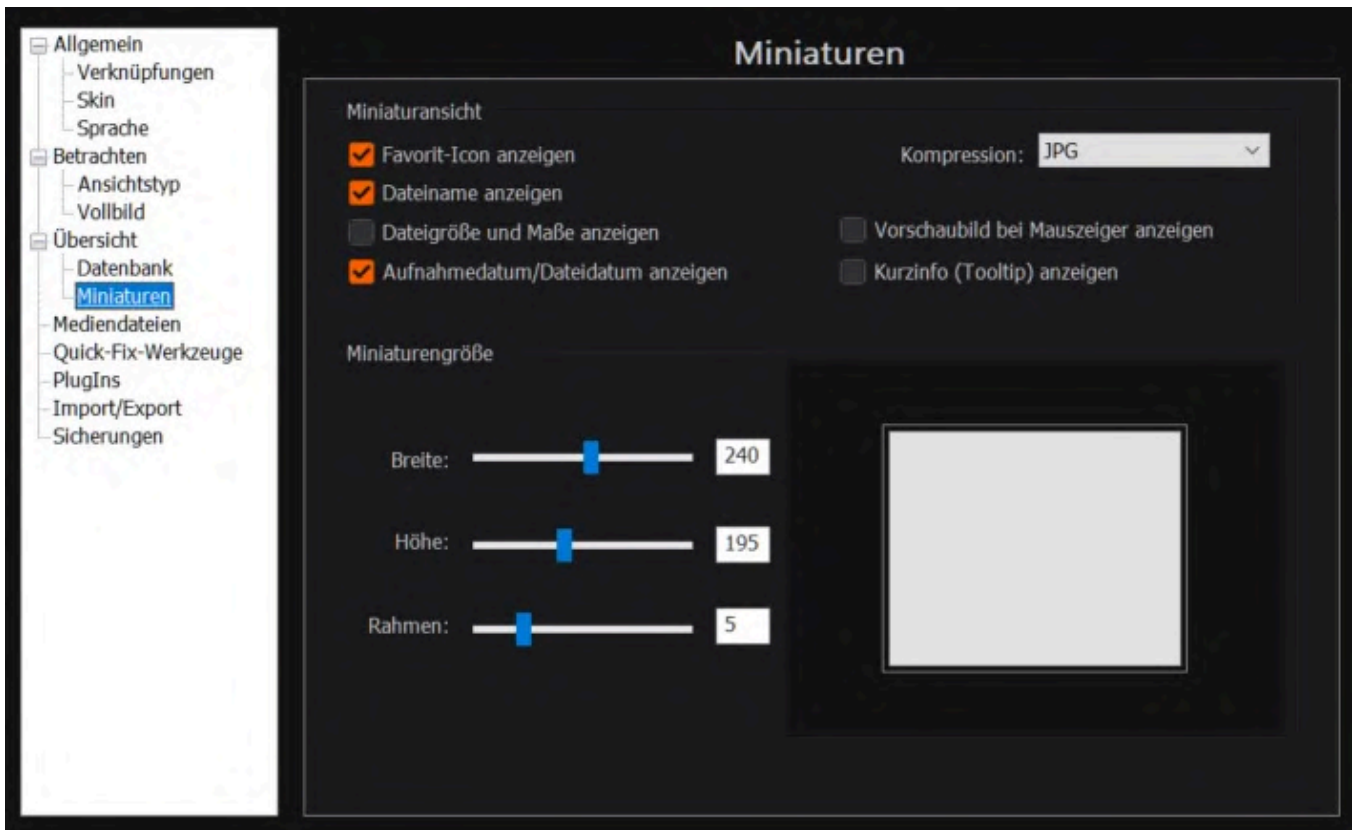 Allgemein
Verknüpfungen
Skin
Sprache
Betrachten
Ansichtstyp
Vollbild
Übersicht
Datenbank
Miniaturen
Mediendateien
Quick-Fix-Werkzeuge
PlugIns
Import/Export
Sicherungen
Miniaturen
Miniaturansicht
Favorit-Icon anzeigen
Kompression: JPG
Dateiname anzeigen
Dateigröße und Maße anzeigen
Vorschaubild bei Mauszeiger anzeigen
Aufnahmedatum/Dateidatum anzeigen
Kurzinfo (Tooltip) anzeigen
Miniaturengröße
Breite: 240
Höhe: 195
Rahmen: 5